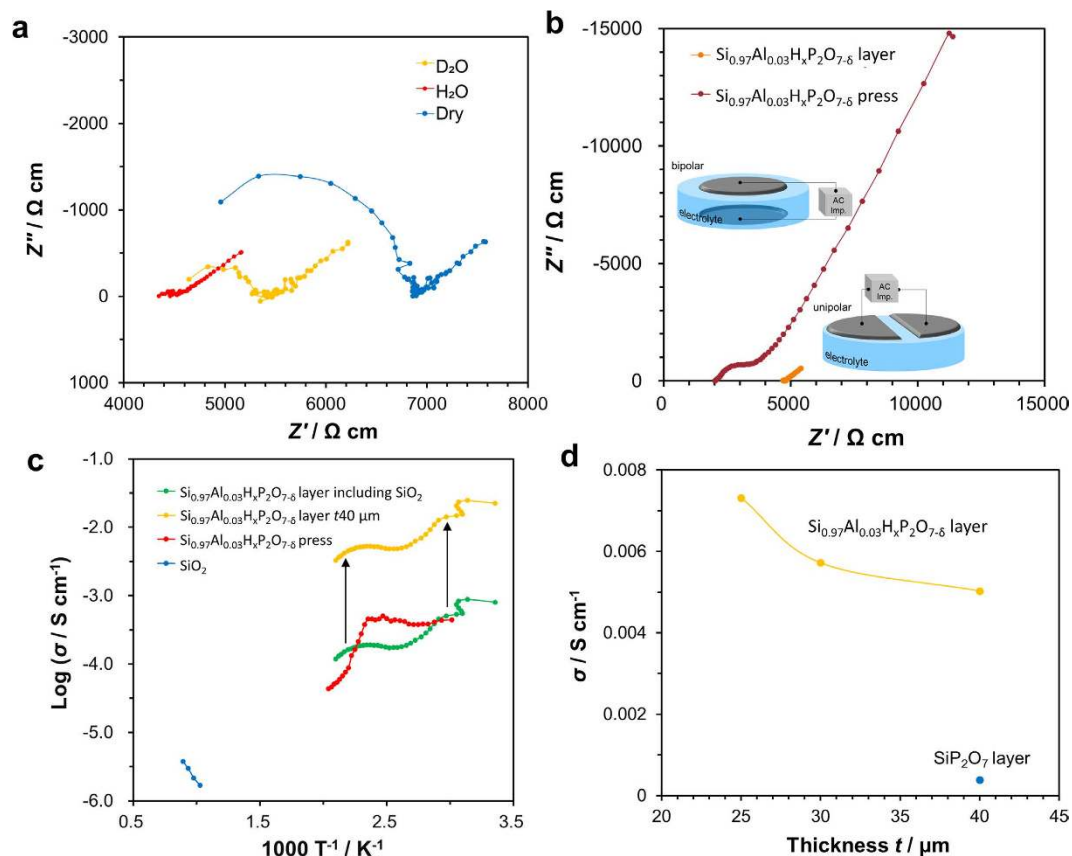 a
-3000
-2000
-1000
0
1000
4000 5000 6000 7000 8000
Z″ / Ω cm
Z′ / Ω cm
D₂O
H₂O
Dry
b
-15000
-10000
-5000
0
0 5000 10000 15000
Z″ / Ω cm
Z′ / Ω cm
Si₀.₉₇Al₀.₀₃HₓP₂O₇₋δ layer
Si₀.₉₇Al₀.₀₃HₓP₂O₇₋δ press
bipolar
electrolyte
AC
Imp.
AC
Imp.
unipolar
electrolyte
c
-1.0
-2.0
-3.0
-4.0
-5.0
-6.0
0.5 1.5 2.5 3.5
Log (σ / S cm⁻¹)
1000 T⁻¹ / K⁻¹
Si₀.₉₇Al₀.₀₃HₓP₂O₇₋δ layer including SiO₂
Si₀.₉₇Al₀.₀₃HₓP₂O₇₋δ layer t40 μm
Si₀.₉₇Al₀.₀₃HₓP₂O₇₋δ press
SiO₂
d
0.008
0.006
0.004
0.002
0
20 25 30 35 40 45
σ / S cm⁻¹
Thickness t / μm
Si₀.₉₇Al₀.₀₃HₓP₂O₇₋δ layer
SiP₂O₇ layer